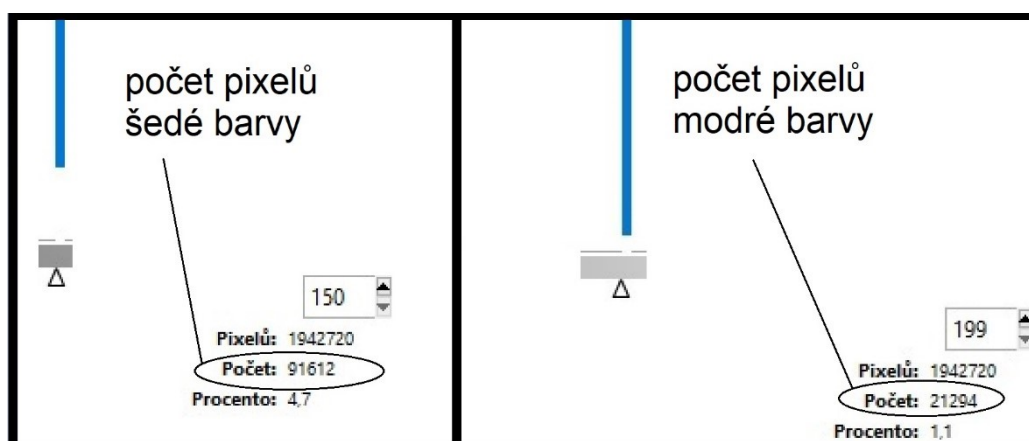 počet pixelů
šedé barvy
150
Pixelů: 1942720
Počet: 91612
Procento: 4,7
počet pixelů
modré barvy
199
Pixelů: 1942720
Počet: 21294
Procento: 1,1